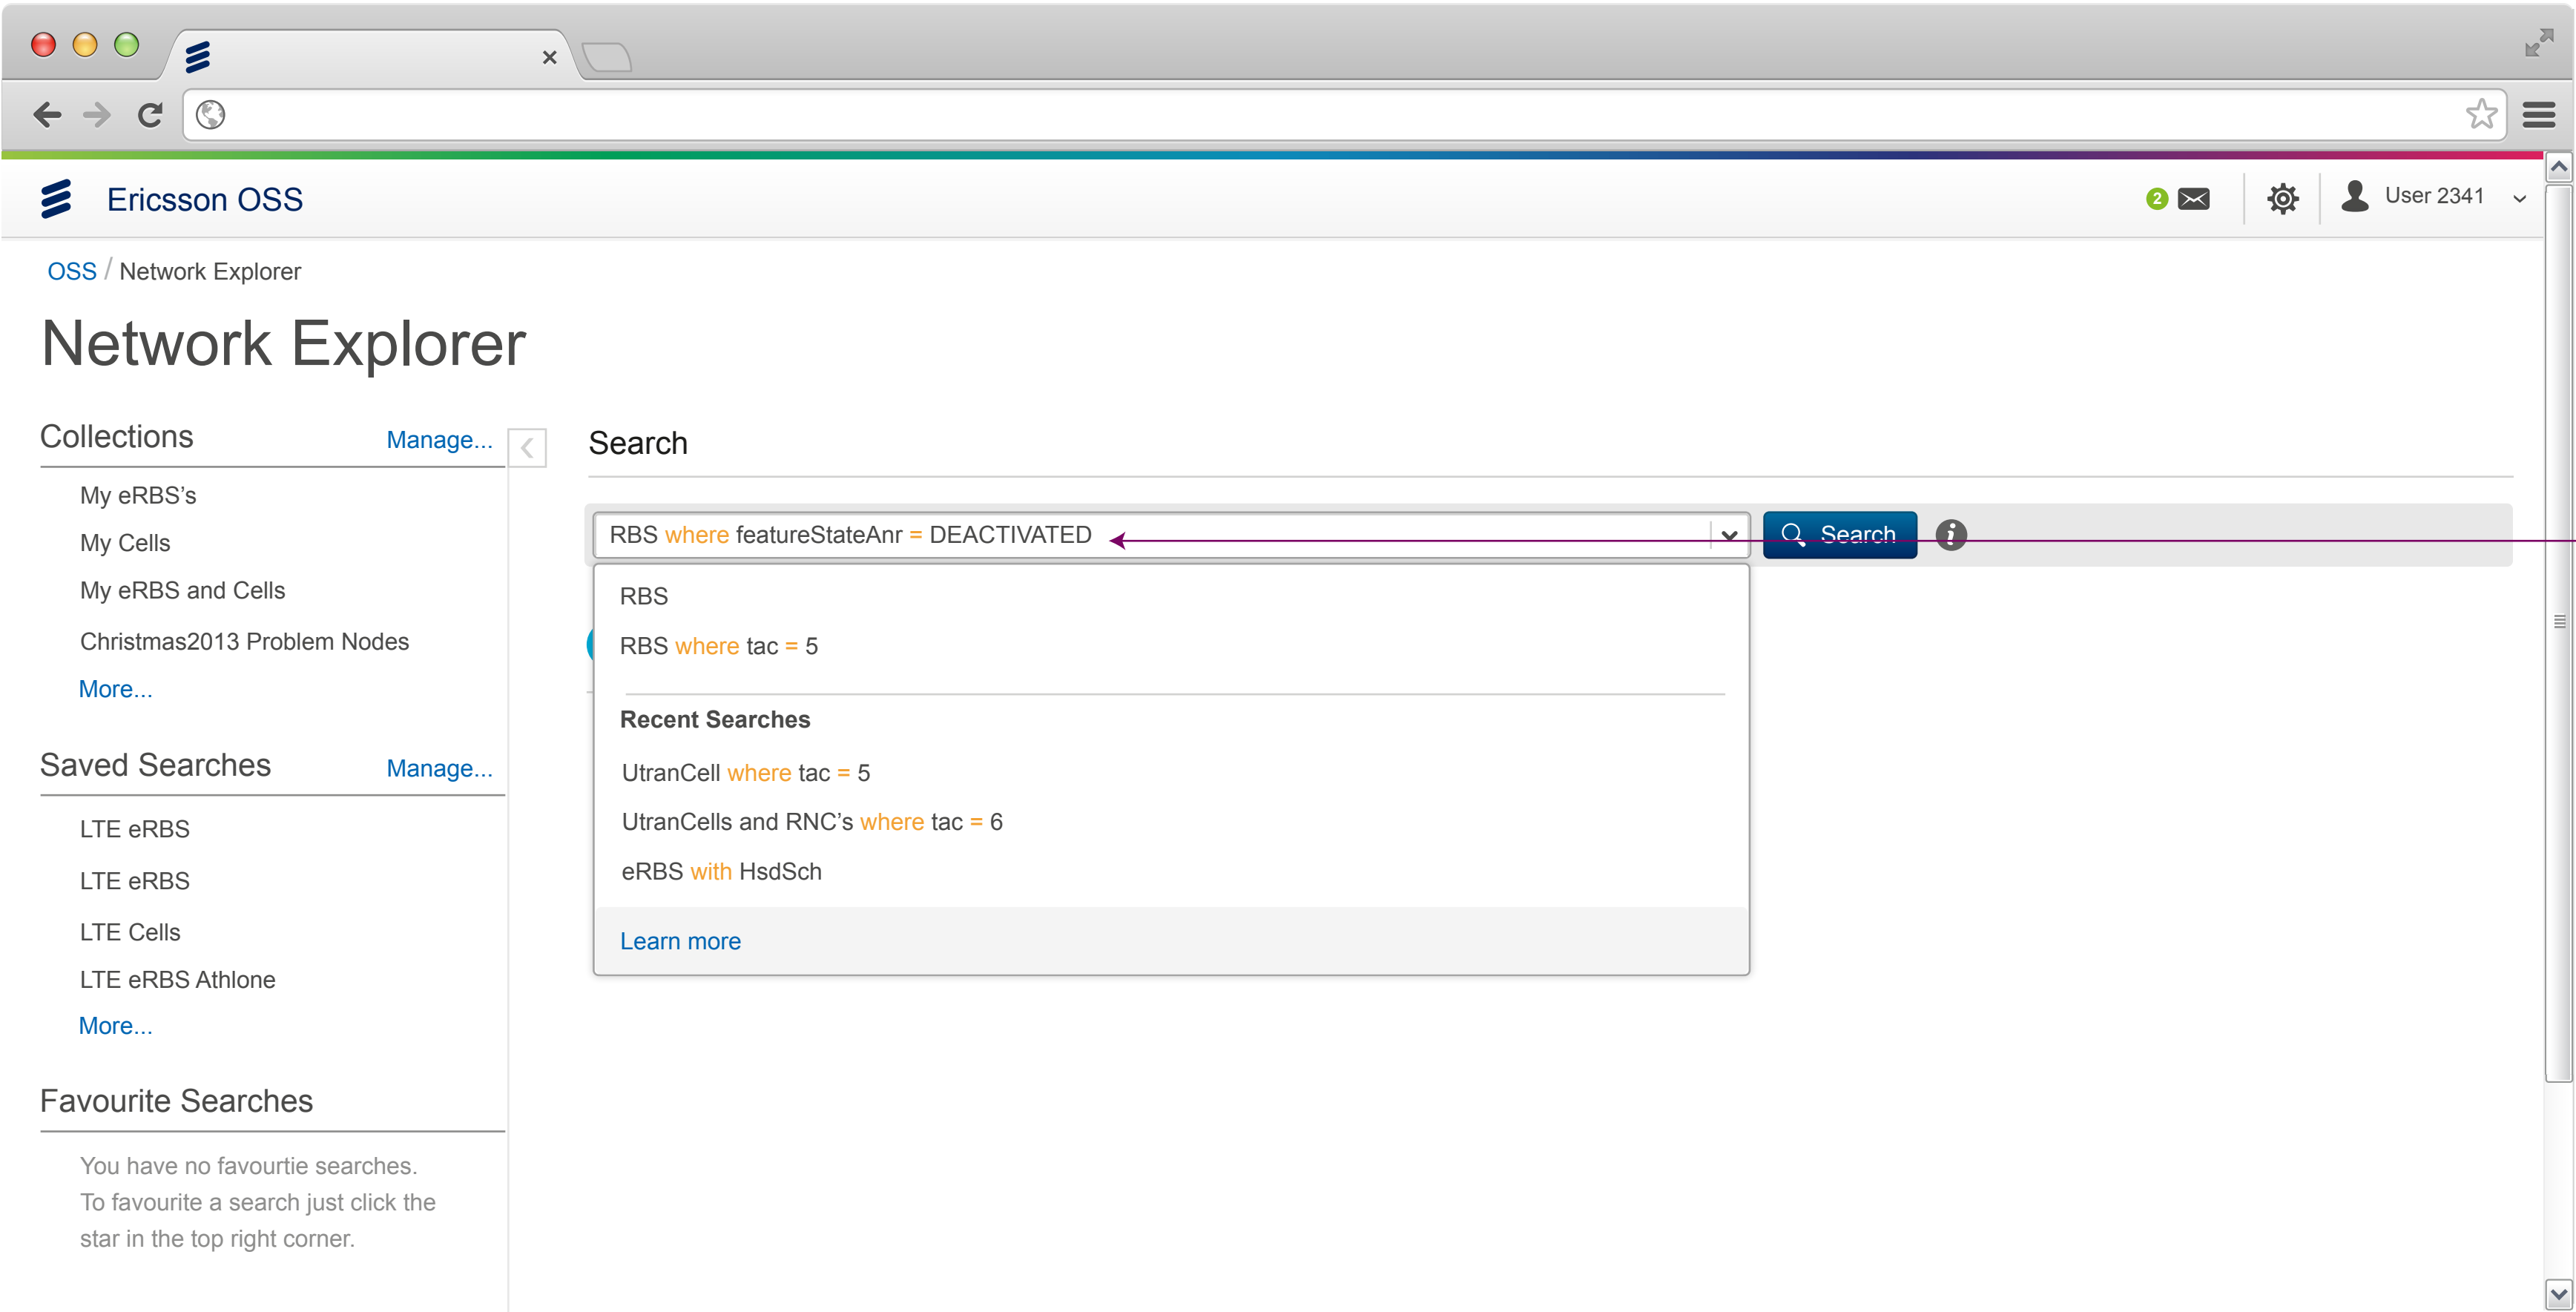 Ericsson OSS
2
User 2341
OSS / Network Explorer
Network Explorer
Collections
Manage...
My eRBS’s
My Cells
My eRBS and Cells
Christmas2013 Problem Nodes
More...
Saved Searches
Manage...
LTE eRBS
LTE eRBS
LTE Cells
LTE eRBS Athlone
More...
Favourite Searches
You have no favourtie searches.
To favourite a search just click the
star in the top right corner.
Search
RBS where featureStateAnr = DEACTIVATED
Search
i
RBS
RBS where tac = 5
Recent Searches
UtranCell where tac = 5
UtranCells and RNC’s where tac = 6
eRBS with HsdSch
Learn more